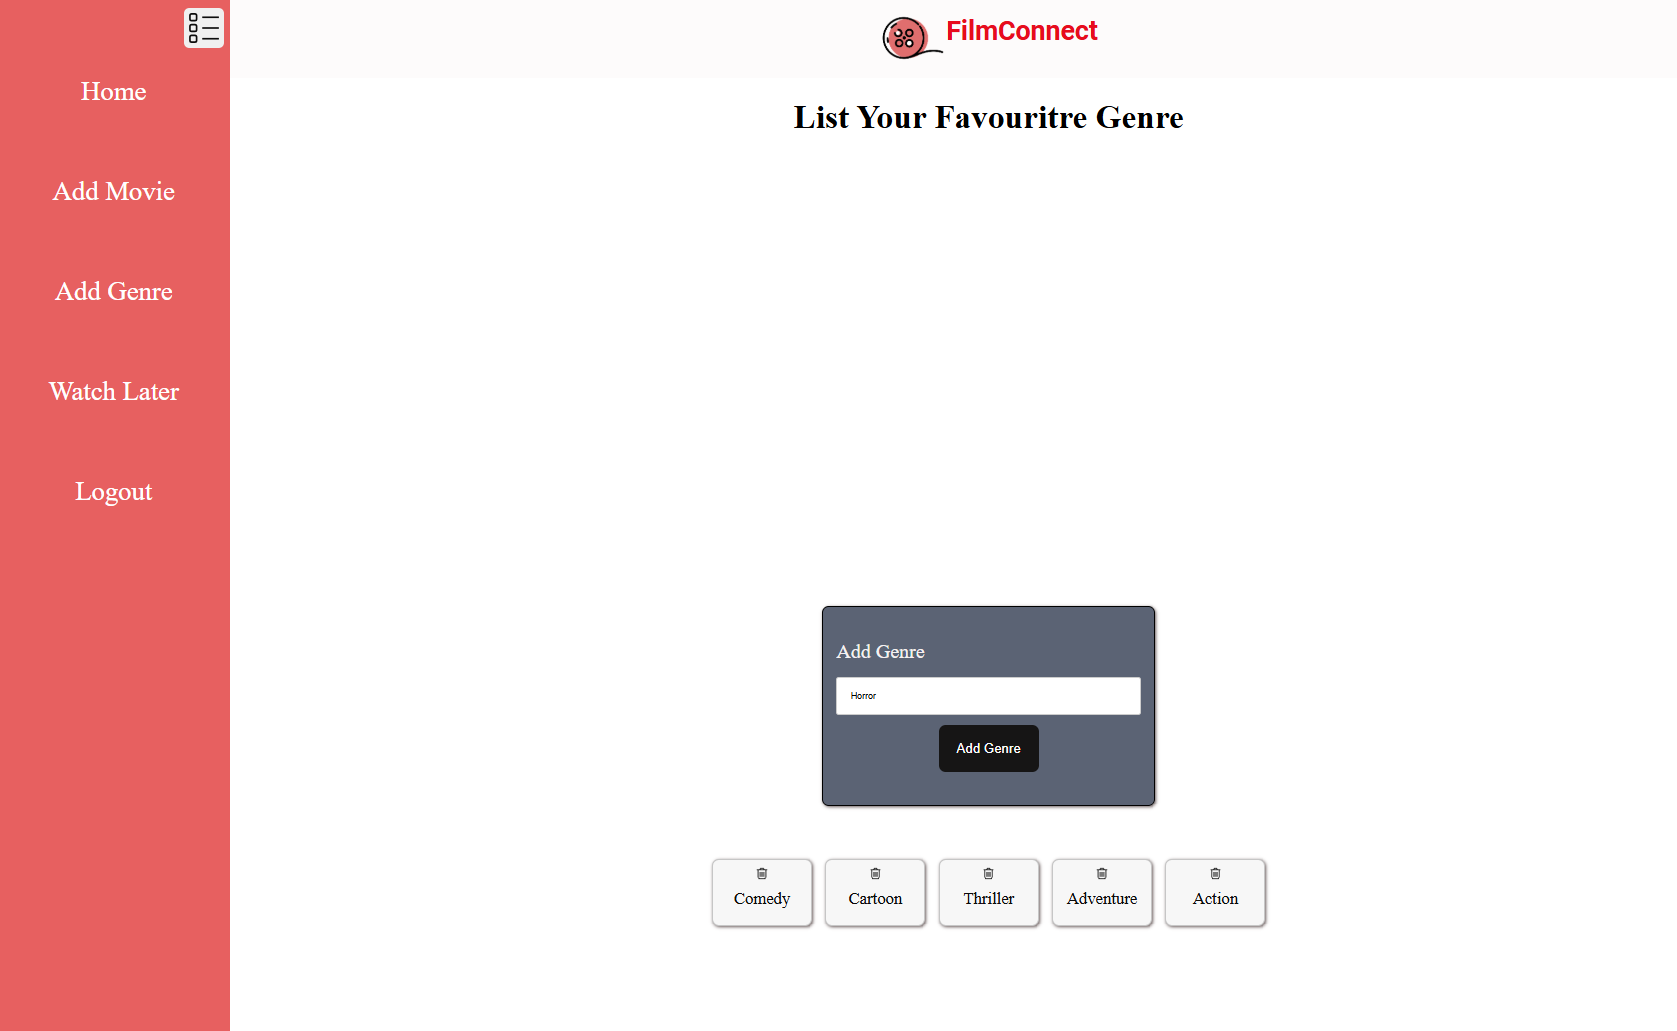 FilmConnect
Home
Add Movie
Add Genre
Watch Later
Logout
List Your Favouritre Genre
Add Genre
Horror
Add Genre
Comedy
Cartoon
Thriller
Adventure
Action